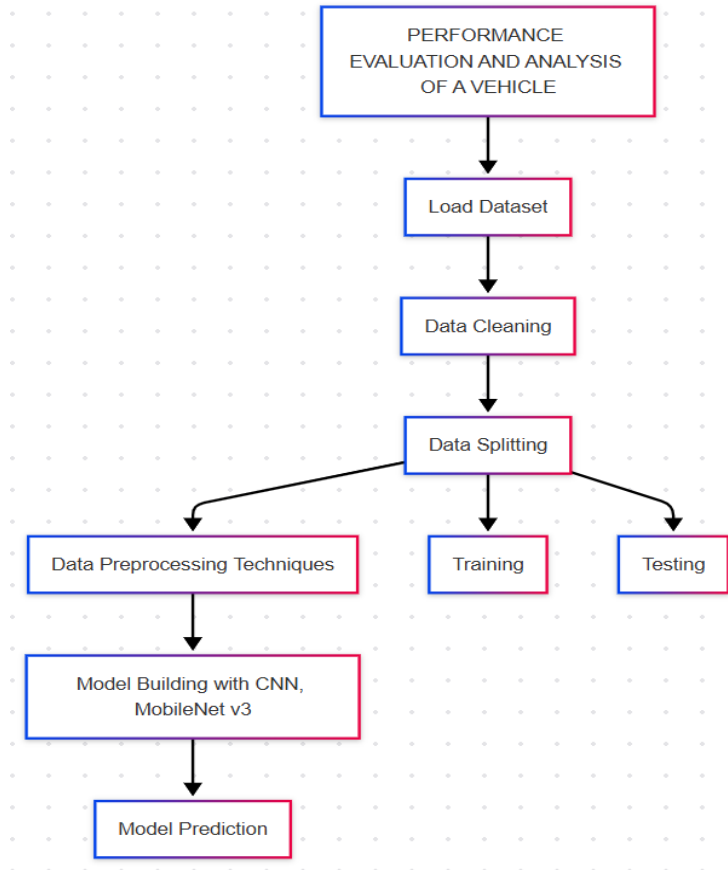 PERFORMANCE
EVALUATION AND ANALYSIS
OF A VEHICLE
Load Dataset
Data Cleaning
Data Splitting
Data Preprocessing Techniques
Training
Testing
Model Building with CNN,
MobileNet v3
Model Prediction